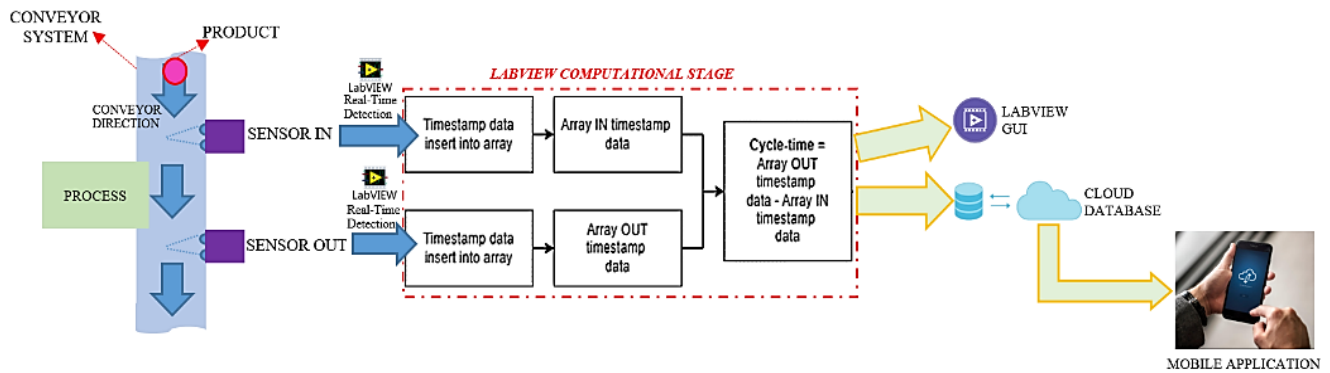 CONVEYOR
SYSTEM
PRODUCT
CONVEYOR
DIRECTION
SENSOR IN
PROCESS
SENSOR OUT
LabVIEW
Real-Time
Detection
LabVIEW
Real-Time
Detection
LABVIEW COMPUTATIONAL STAGE
Timestamp data
insert into array
Array IN timestamp
data
Timestamp data
insert into array
Array OUT
timestamp
data
Cycle-time =
Array OUT
timestamp
data - Array IN
timestamp
data
LABVIEW
GUI
CLOUD
DATABASE
MOBILE APPLICATION